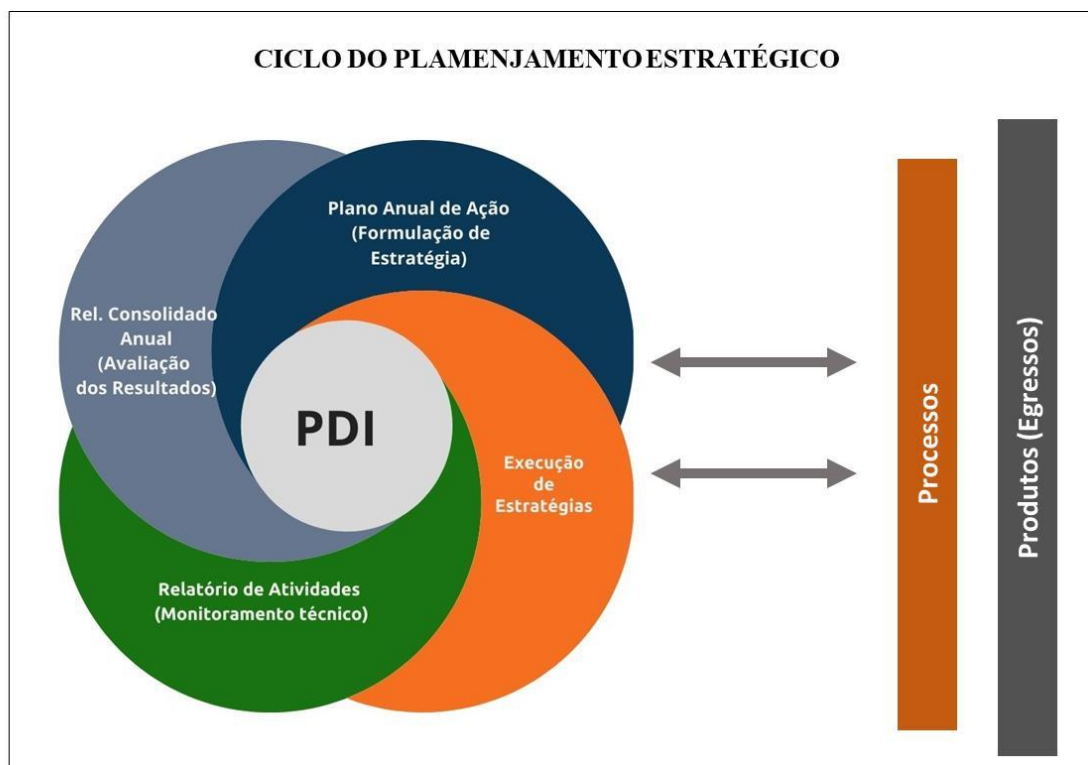 CICLO DO PLAMENJAMENTO ESTRATÉGICO
Plano Anual de Ação
(Formulação de
Estratégia)
Rel. Consolidado
Anual
(Avaliação
dos Resultados)
PDI
Execução
de
Estratégias
Relatório de Atividades
(Monitoramento técnico)
Processos
Produtos (Egressos)